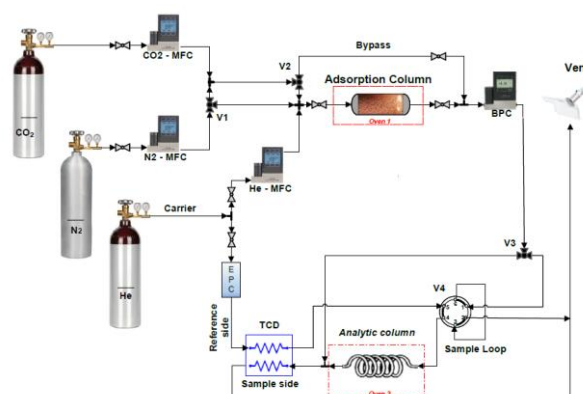 CO2 - MFC
V2
Bypass
Adsorption Column
Vent
CO2
V1
Oven 1
BPC
N2 - MFC
He - MFC
Carrier
N2
He
V3
EPC
V4
Reference
side
TCD
Analytic column
Sample Loop
Sample side